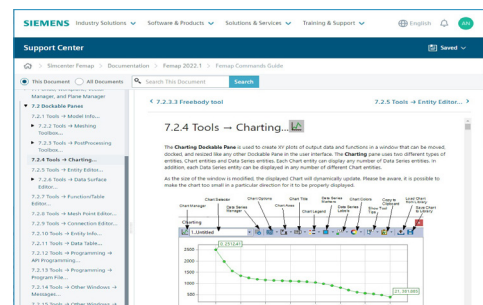 SIEMENS Industry Solutions Software & Products Solutions & Services Training & Support English AN
Support Center Saved
Simcenter Femap > Documentation > Femap 2022.1 > Femap Commands Guide
This Document All Documents Search This Document Search
Manager, and Plane Manager
7.2 Dockable Panes
7.2.1 Tools → Model Info...
7.2.2 Tools → Meshing
Toolbox...
7.2.3 Tools → PostProcessing
Toolbox...
7.2.4 Tools → Charting...
7.2.5 Tools → Entity Editor...
7.2.6 Tools → Data Surface
Editor...
7.2.7 Tools → Function/Table
Editor...
7.2.8 Tools → Mesh Point Editor...
7.2.9 Tools → Connection Editor...
7.2.10 Tools → Entity Info...
7.2.11 Tools → Data Table...
7.2.12 Tools → Programming →
API Programming...
7.2.13 Tools → Programming →
Program File...
7.2.14 Tools → Other Windows →
Messages...
7.2.15 Tools → Other Windows →
< 7.2.3.3 Freebody tool 7.2.5 Tools → Entity Editor... >
7.2.4 Tools → Charting...
The Charting Dockable Pane is used to create XY plots of output data and functions in a window that can be moved,
docked, and resized like any other Dockable Pane in the user interface. The Charting pane uses two different types of
entities, Chart entities and Data Series entities. Each Chart entity can display any number of Data Series entities. In
addition, each Data Series entity can be displayed in any number of different Chart entities.
As the size of the window is modified, the displayed Chart will dynamically update. Please be aware, it is possible to
make the chart too small in a particular direction for it to be properly displayed.
Chart Manager
Chart Selector
Data Series
Manager
Chart Options
Chart Title
Chart Legend
Data Series
Labels
Chart Colors
Show Tool
Tips
Copy to
Clipboard
Load Chart
from Library
Save Chart
to Library
Charting
1..Untitled
2500
2000
1500
1000
500